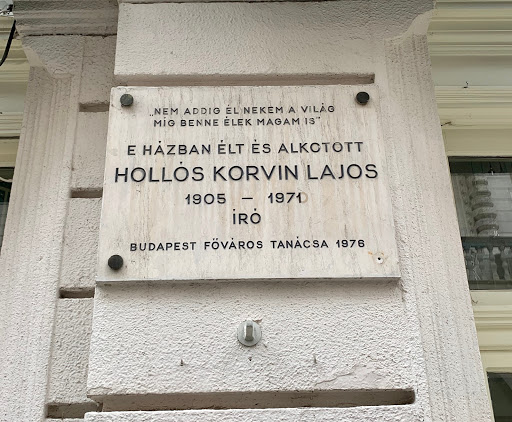 „NEM ADDIG ÉL NEKEM A VILÁG
MÍG BENNE ÉLEK MAGAM IS"
E HÁZBAN ÉLT ÉS ALKOTOTT
HOLLÓS KORVIN LAJOS
1905 – 1971
ÍRÓ
BUDAPEST FŐVÁROS TANÁCSA 1976